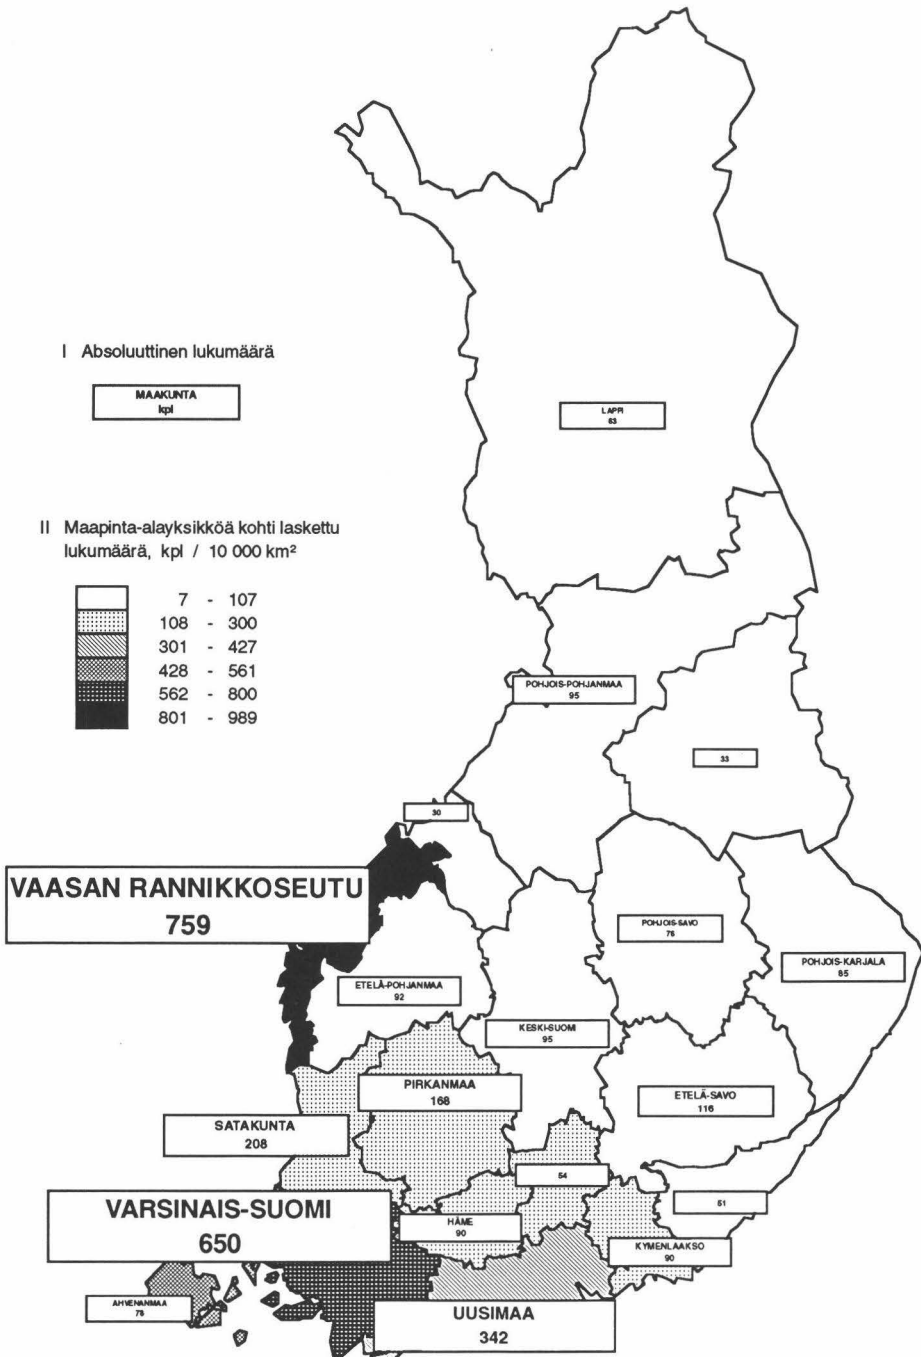 I Absoluuttinen lukumäärä
MAAKUNTA
kpl
LAPPI
63
II Maapinta-alayksikköä kohti laskettu
lukumäärä, kpl / 10 000 km²
7 - 107
108 - 300
301 - 427
428 - 561
562 - 800
801 - 989
POHJOIS-POHJANMAA
95
33
30
VAASAN RANNIKKOSEUTU
759
POHJOIS-SAVO
76
POHJOIS-KARJALA
85
ETELÄ-POHJANMAA
92
KESKI-SUOMI
95
PIRKANMAA
168
ETELÄ-SAVO
116
SATAKUNTA
208
54
51
VARSINAIS-SUOMI
650
HÄME
90
KYMENLAAKSO
90
AHVENANMAA
78
UUSIMAA
342